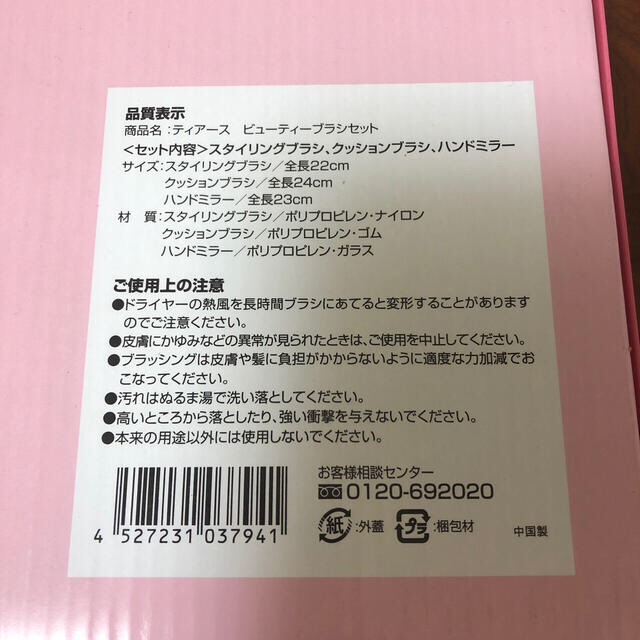 品質表示
商品名：ティアーズ　ビューティーブラシセット
＜セット内容＞スタイリングブラシ、クッションブラシ、ハンドミラー
サイズ：スタイリングブラシ／全長22cm
クッションブラシ／全長24cm
ハンドミラー／全長23cm
材　質：スタイリングブラシ／ポリプロピレン・ナイロン
クッションブラシ／ポリプロピレン・ゴム
ハンドミラー／ポリプロピレン・ガラス
ご使用上の注意
●ドライヤーの熱風を長時間ブラシにあてると変形することがあります
のでご注意ください。
●皮膚にかゆみなどの異常が見られたときは、ご使用を中止してください。
●ブラッシングは皮膚や髪に負担がかからないように適度な力加減でお
こなってください。
●汚れはぬるま湯で洗い落としてください。
●高いところから落としたり、強い衝撃を与えないでください。
●本来の用途以外には使用しないでください。
お客様相談センター
0120-692020
紙：外蓋　プラ：梱包材
中国製
4 527231 037941